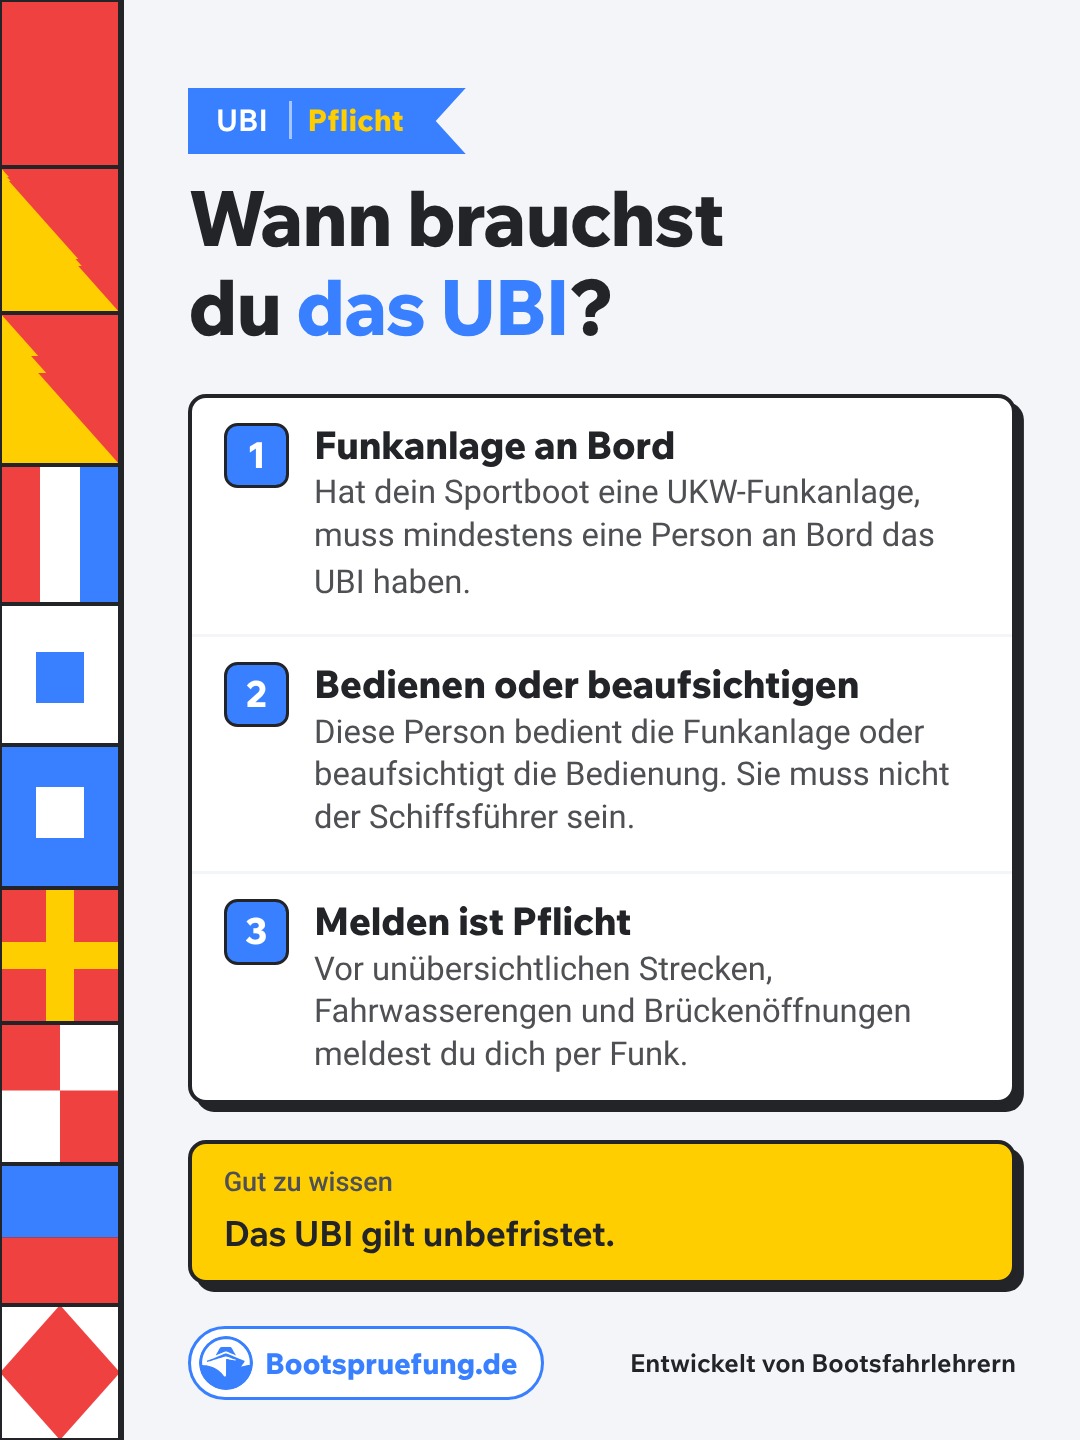 UBI | Pflicht
Wann brauchst
du das UBI?
1 Funkanlage an Bord
Hat dein Sportboot eine UKW-Funkanlage,
muss mindestens eine Person an Bord das
UBI haben.
2 Bedienen oder beaufsichtigen
Diese Person bedient die Funkanlage oder
beaufsichtigt die Bedienung. Sie muss nicht
der Schiffsführer sein.
3 Melden ist Pflicht
Vor unübersichtlichen Strecken,
Fahrwasserengen und Brückenöffnungen
meldest du dich per Funk.
Gut zu wissen
Das UBI gilt unbefristet.
Bootspruefung.de
Entwickelt von Bootsfahrlehrern